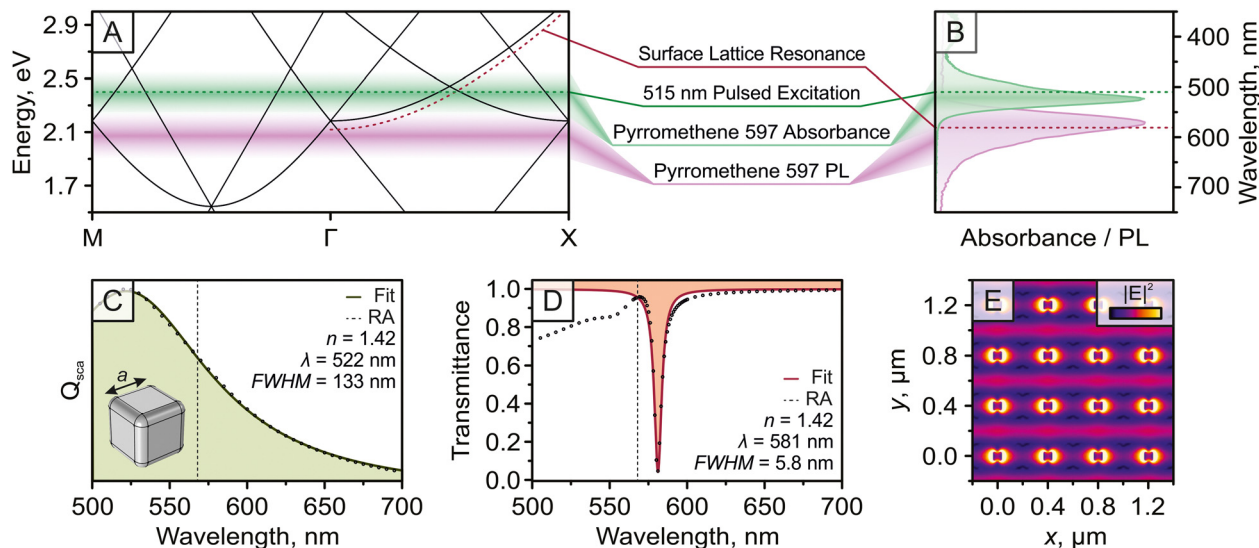 A
2.9
2.5
2.1
1.7
Energy, eV
M
Γ
X
Surface Lattice Resonance
515 nm Pulsed Excitation
Pyrromethene 597 Absorbance
Pyrromethene 597 PL
B
400
500
600
700
Wavelength, nm
Absorbance / PL
C
Qsca
a
Fit
RA
n = 1.42
λ = 522 nm
FWHM = 133 nm
500 550 600 650 700
Wavelength, nm
D
1.0
0.8
0.6
0.4
0.2
0.0
Transmittance
Fit
RA
n = 1.42
λ = 581 nm
FWHM = 5.8 nm
500 550 600 650 700
Wavelength, nm
E
|E|²
1.2
0.8
0.4
0.0
y, μm
0.0 0.4 0.8 1.2
x, μm